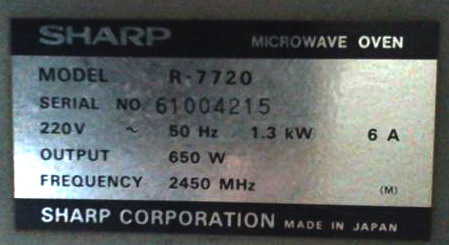 SHARP MICROWAVE OVEN
MODEL R-7720
SERIAL NO. 61004215
220V ~ 50 Hz 1.3 kW 6 A
OUTPUT 650 W
FREQUENCY 2450 MHz (M)
SHARP CORPORATION MADE IN JAPAN